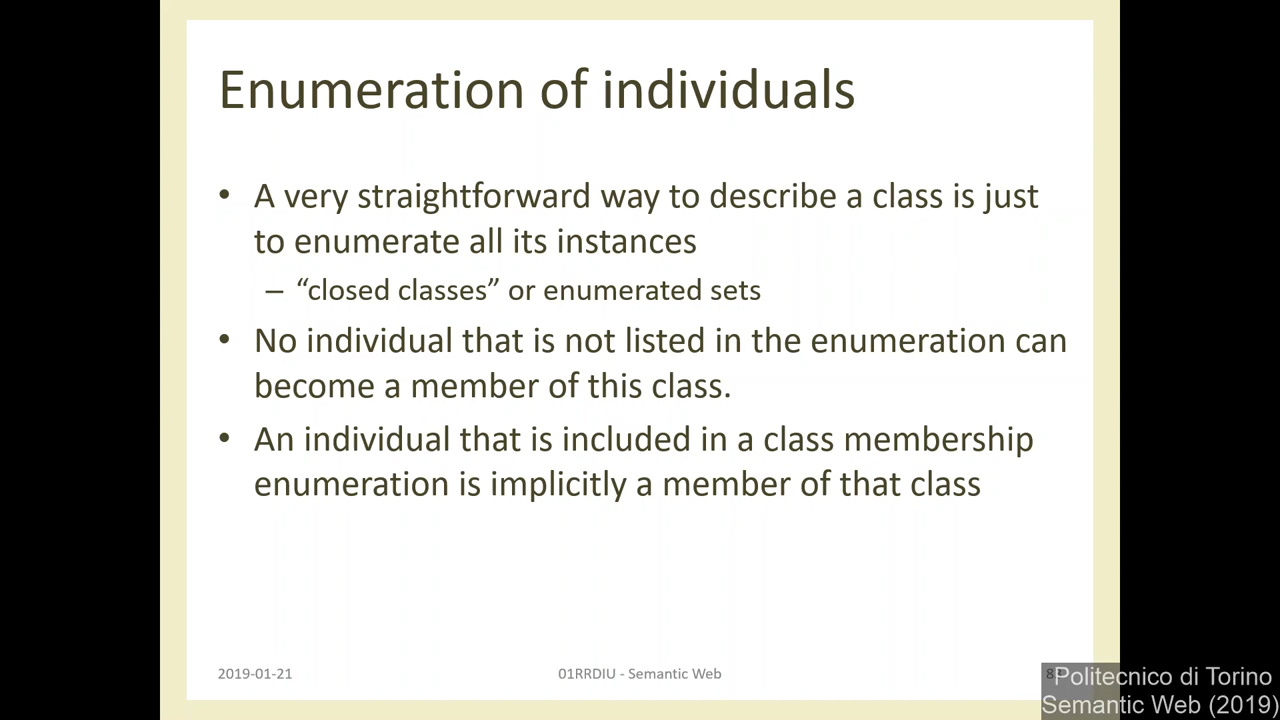 Enumeration of individuals
• A very straightforward way to describe a class is just
to enumerate all its instances
– “closed classes” or enumerated sets
• No individual that is not listed in the enumeration can
become a member of this class.
• An individual that is included in a class membership
enumeration is implicitly a member of that class
2019-01-21
01RRDIU - Semantic Web
Politecnico di Torino
Semantic Web (2019)